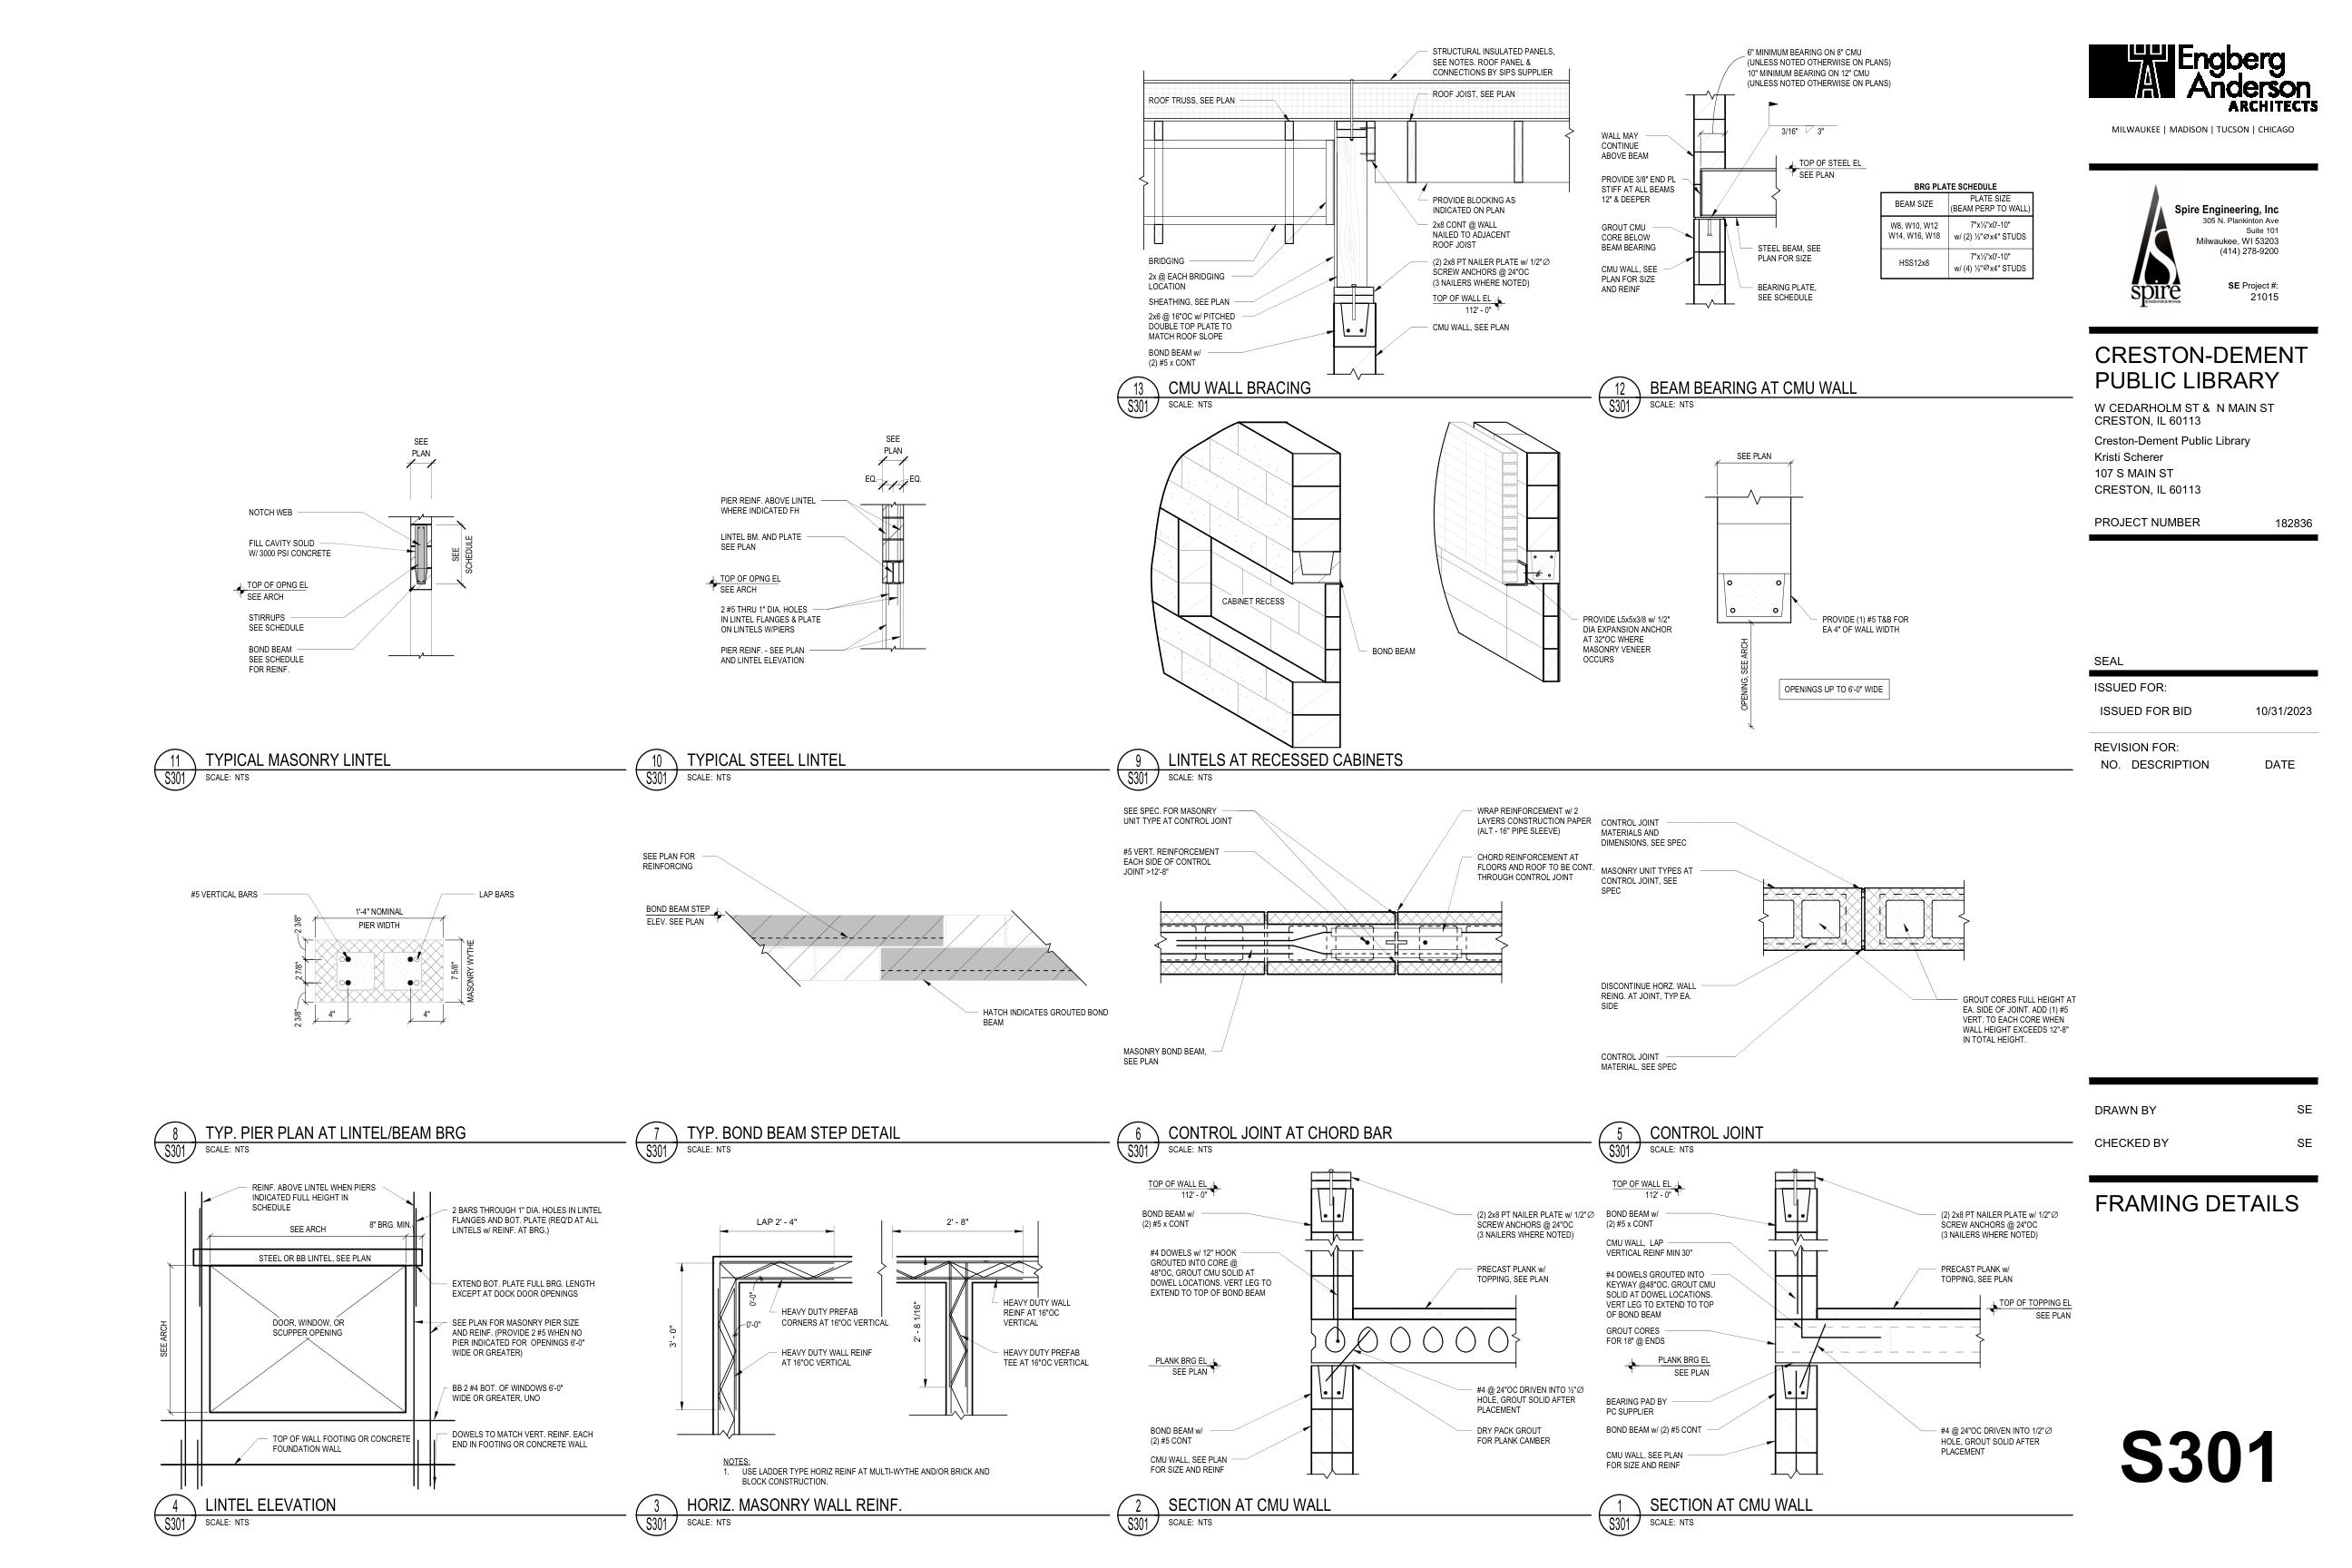 STRUCTURAL INSULATED PANELS,
SEE NOTES. ROOF PANEL &
CONNECTIONS BY SIPS SUPPLIER
ROOF TRUSS, SEE PLAN
ROOF JOIST, SEE PLAN
PROVIDE BLOCKING AS
INDICATED ON PLAN
2x8 CONT @ WALL
NAILED TO ADJACENT
ROOF JOIST
BRIDGING
2x @ EACH BRIDGING
LOCATION
SHEATHING, SEE PLAN
2x6 @ 16"OC w/ PITCHED
DOUBLE TOP PLATE TO
MATCH ROOF SLOPE
BOND BEAM w/
(2) #5 x CONT
(2) 2x8 PT NAILER PLATE w/ 1/2"∅
SCREW ANCHORS @ 24"OC
(3 NAILERS WHERE NOTED)
TOP OF WALL EL
112' - 0"
CMU WALL, SEE PLAN
13
S301
CMU WALL BRACING
SCALE: NTS
6" MINIMUM BEARING ON 8" CMU
(UNLESS NOTED OTHERWISE ON PLANS)
10" MINIMUM BEARING ON 12" CMU
(UNLESS NOTED OTHERWISE ON PLANS)
3/16" 3"
WALL MAY
CONTINUE
ABOVE BEAM
TOP OF STEEL EL
SEE PLAN
PROVIDE 3/8" END PL
STIFF AT ALL BEAMS
12" & DEEPER
GROUT CMU
CORE BELOW
BEAM BEARING
CMU WALL, SEE
PLAN FOR SIZE
AND REINF
STEEL BEAM, SEE
PLAN FOR SIZE
BEARING PLATE,
SEE SCHEDULE
BRG PLATE SCHEDULE
BEAM SIZE
PLATE SIZE
(BEAM PERP TO WALL)
W8, W10, W12
W14, W16, W18
7"x½"x0'-10"
w/ (2) ½"∅x4" STUDS
HSS12x8
7"x½"x0'-10"
w/ (4) ½"∅x4" STUDS
12
S301
BEAM BEARING AT CMU WALL
SCALE: NTS
SEE
PLAN
NOTCH WEB
FILL CAVITY SOLID
W/ 3000 PSI CONCRETE
TOP OF OPNG EL
SEE ARCH
STIRRUPS
SEE SCHEDULE
BOND BEAM
SEE SCHEDULE
FOR REINF.
SEE
SCHEDULE
11
S301
TYPICAL MASONRY LINTEL
SCALE: NTS
SEE
PLAN
EQ. EQ.
PIER REINF. ABOVE LINTEL
WHERE INDICATED FH
LINTEL BM. AND PLATE
SEE PLAN
TOP OF OPNG EL
SEE ARCH
2 #5 THRU 1" DIA. HOLES
IN LINTEL FLANGES & PLATE
ON LINTELS W/PIERS
PIER REINF. - SEE PLAN
AND LINTEL ELEVATION
10
S301
TYPICAL STEEL LINTEL
SCALE: NTS
CABINET RECESS
BOND BEAM
PROVIDE L5x5x3/8 w/ 1/2"
DIA EXPANSION ANCHOR
AT 32"OC WHERE
MASONRY VENEER
OCCURS
SEE PLAN
PROVIDE (1) #5 T&B FOR
EA 4" OF WALL WIDTH
OPENING, SEE ARCH
OPENINGS UP TO 6'-0" WIDE
9
S301
LINTELS AT RECESSED CABINETS
SCALE: NTS
#5 VERTICAL BARS
LAP BARS
1'-4" NOMINAL
PIER WIDTH
2 3/8"
2 7/8"
2 3/8"
7 5/8"
MASONRY WYTHE
4" 4"
8
S301
TYP. PIER PLAN AT LINTEL/BEAM BRG
SCALE: NTS
SEE PLAN FOR
REINFORCING
BOND BEAM STEP
ELEV. SEE PLAN
HATCH INDICATES GROUTED BOND
BEAM
7
S301
TYP. BOND BEAM STEP DETAIL
SCALE: NTS
SEE SPEC. FOR MASONRY
UNIT TYPE AT CONTROL JOINT
#5 VERT. REINFORCEMENT
EACH SIDE OF CONTROL
JOINT >12'-8"
WRAP REINFORCEMENT w/ 2
LAYERS CONSTRUCTION PAPER
(ALT - 16" PIPE SLEEVE)
CHORD REINFORCEMENT AT
FLOORS AND ROOF TO BE CONT.
THROUGH CONTROL JOINT
MASONRY BOND BEAM,
SEE PLAN
6
S301
CONTROL JOINT AT CHORD BAR
SCALE: NTS
CONTROL JOINT
MATERIALS AND
DIMENSIONS, SEE SPEC
MASONRY UNIT TYPES AT
CONTROL JOINT, SEE
SPEC
DISCONTINUE HORZ. WALL
REING. AT JOINT, TYP EA.
SIDE
CONTROL JOINT
MATERIAL, SEE SPEC
GROUT CORES FULL HEIGHT AT
EA. SIDE OF JOINT. ADD (1) #5
VERT. TO EACH CORE WHEN
WALL HEIGHT EXCEEDS 12"-8"
IN TOTAL HEIGHT.
5
S301
CONTROL JOINT
SCALE: NTS
REINF. ABOVE LINTEL WHEN PIERS
INDICATED FULL HEIGHT IN
SCHEDULE
SEE ARCH
8" BRG. MIN.
STEEL OR BB LINTEL, SEE PLAN
DOOR, WINDOW, OR
SCUPPER OPENING
SEE ARCH
TOP OF WALL FOOTING OR CONCRETE
FOUNDATION WALL
2 BARS THROUGH 1" DIA. HOLES IN LINTEL
FLANGES AND BOT. PLATE (REQ'D AT ALL
LINTELS w/ REINF. AT BRG.)
EXTEND BOT. PLATE FULL BRG. LENGTH
EXCEPT AT DOCK DOOR OPENINGS
SEE PLAN FOR MASONRY PIER SIZE
AND REINF. (PROVIDE 2 #5 WHEN NO
PIER INDICATED FOR OPENINGS 6'-0"
WIDE OR GREATER)
BB 2 #4 BOT. OF WINDOWS 6'-0"
WIDE OR GREATER, UNO
DOWELS TO MATCH VERT. REINF. EACH
END IN FOOTING OR CONCRETE WALL
4
S301
LINTEL ELEVATION
SCALE: NTS
LAP 2' - 4"
2' - 8"
3' - 0"
0'-0"
0'-0"
2' - 8 1/16"
HEAVY DUTY PREFAB
CORNERS AT 16"OC VERTICAL
HEAVY DUTY WALL REINF
AT 16"OC VERTICAL
HEAVY DUTY WALL
REINF AT 16"OC
VERTICAL
HEAVY DUTY PREFAB
TEE AT 16"OC VERTICAL
NOTES:
1. USE LADDER TYPE HORIZ REINF AT MULTI-WYTHE AND/OR BRICK AND
BLOCK CONSTRUCTION.
3
S301
HORIZ. MASONRY WALL REINF.
SCALE: NTS
TOP OF WALL EL
112' - 0"
BOND BEAM w/
(2) #5 x CONT
#4 DOWELS w/ 12" HOOK
GROUTED INTO CORE @
48"OC, GROUT CMU SOLID AT
DOWEL LOCATIONS. VERT LEG TO
EXTEND TO TOP OF BOND BEAM
PLANK BRG EL
SEE PLAN
BOND BEAM w/
(2) #5 CONT
CMU WALL, SEE PLAN
FOR SIZE AND REINF
(2) 2x8 PT NAILER PLATE w/ 1/2"∅
SCREW ANCHORS @ 24"OC
(3 NAILERS WHERE NOTED)
PRECAST PLANK w/
TOPPING, SEE PLAN
#4 @ 24"OC DRIVEN INTO ½"∅
HOLE, GROUT SOLID AFTER
PLACEMENT
DRY PACK GROUT
FOR PLANK CAMBER
2
S301
SECTION AT CMU WALL
SCALE: NTS
TOP OF WALL EL
112' - 0"
BOND BEAM w/
(2) #5 x CONT
CMU WALL, LAP
VERTICAL REINF MIN 30"
#4 DOWELS GROUTED INTO
KEYWAY @48"OC. GROUT CMU
SOLID AT DOWEL LOCATIONS.
VERT LEG TO EXTEND TO TOP
OF BOND BEAM
GROUT CORES
FOR 18" @ ENDS
PLANK BRG EL
SEE PLAN
BEARING PAD BY
PC SUPPLIER
BOND BEAM w/ (2) #5 CONT
CMU WALL, SEE PLAN
FOR SIZE AND REINF
(2) 2x8 PT NAILER PLATE w/ 1/2"∅
SCREW ANCHORS @ 24"OC
(3 NAILERS WHERE NOTED)
PRECAST PLANK w/
TOPPING, SEE PLAN
TOP OF TOPPING EL
SEE PLAN
#4 @ 24"OC DRIVEN INTO 1/2"∅
HOLE, GROUT SOLID AFTER
PLACEMENT
1
S301
SECTION AT CMU WALL
SCALE: NTS
Engberg
Anderson
ARCHITECTS
MILWAUKEE | MADISON | TUCSON | CHICAGO
spire
ENGINEERING
Spire Engineering, Inc
305 N. Plankinton Ave
Suite 101
Milwaukee, WI 53203
(414) 278-9200
SE Project #:
21015
CRESTON-DEMENT
PUBLIC LIBRARY
W CEDARHOLM ST & N MAIN ST
CRESTON, IL 60113
Creston-Dement Public Library
Kristi Scherer
107 S MAIN ST
CRESTON, IL 60113
PROJECT NUMBER 182836
SEAL
ISSUED FOR:
ISSUED FOR BID 10/31/2023
REVISION FOR:
NO. DESCRIPTION DATE
DRAWN BY SE
CHECKED BY SE
FRAMING DETAILS
S301